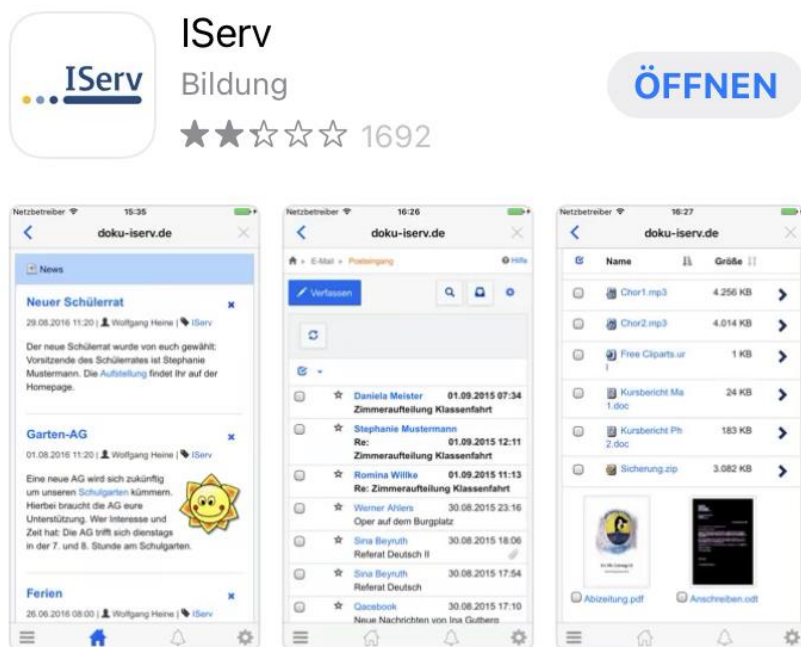 IServ
IServ
Bildung
1692
ÖFFNEN
Netzbetreiber 15:35
doku-iserv.de
News
Neuer Schülerrat
29.08.2016 11:20 | Wolfgang Heine | IServ
Der neue Schülerrat wurde von euch gewählt:
Vorsitzende des Schülerrates ist Stephanie
Mustermann. Die Aufstellung findet Ihr auf der
Homepage.
Garten-AG
01.08.2016 11:20 | Wolfgang Heine | IServ
Eine neue AG wird sich zukünftig
um unseren Schulgarten kümmern.
Hierbei braucht die AG eure
Unterstützung. Wer Interesse und
Zeit hat: Die AG trifft sich dienstags
in der 7. und 8. Stunde am Schulgarten.
Ferien
26.06.2016 08:00 | Wolfgang Heine | IServ
Netzbetreiber 16:26
doku-iserv.de
» E-Mail » Posteingang Hilfe
Verfassen
Daniela Meister 01.09.2015 07:34
Zimmeraufteilung Klassenfahrt
Stephanie Mustermann
Re: 01.09.2015 12:11
Zimmeraufteilung Klassenfahrt
Romina Willke 01.09.2015 11:13
Re: Zimmeraufteilung Klassenfahrt
Werner Ahlers 30.08.2015 23:16
Oper auf dem Burgplatz
Sina Beyruth 30.08.2015 18:06
Referat Deutsch II
Sina Beyruth 30.08.2015 17:54
Referat Deutsch
Qacebook 30.08.2015 17:10
Neue Nachrichten von Ina Gutberg
Netzbetreiber 16:27
doku-iserv.de
Name Größe
Chor1.mp3 4.256 KB
Chor2.mp3 4.014 KB
Free Cliparts.ur
l 1 KB
Kursbericht Ma
1.doc 24 KB
Kursbericht Ph
2.doc 183 KB
Sicherung.zip 3.082 KB
Abizeitung.pdf
Anschreiben.odt